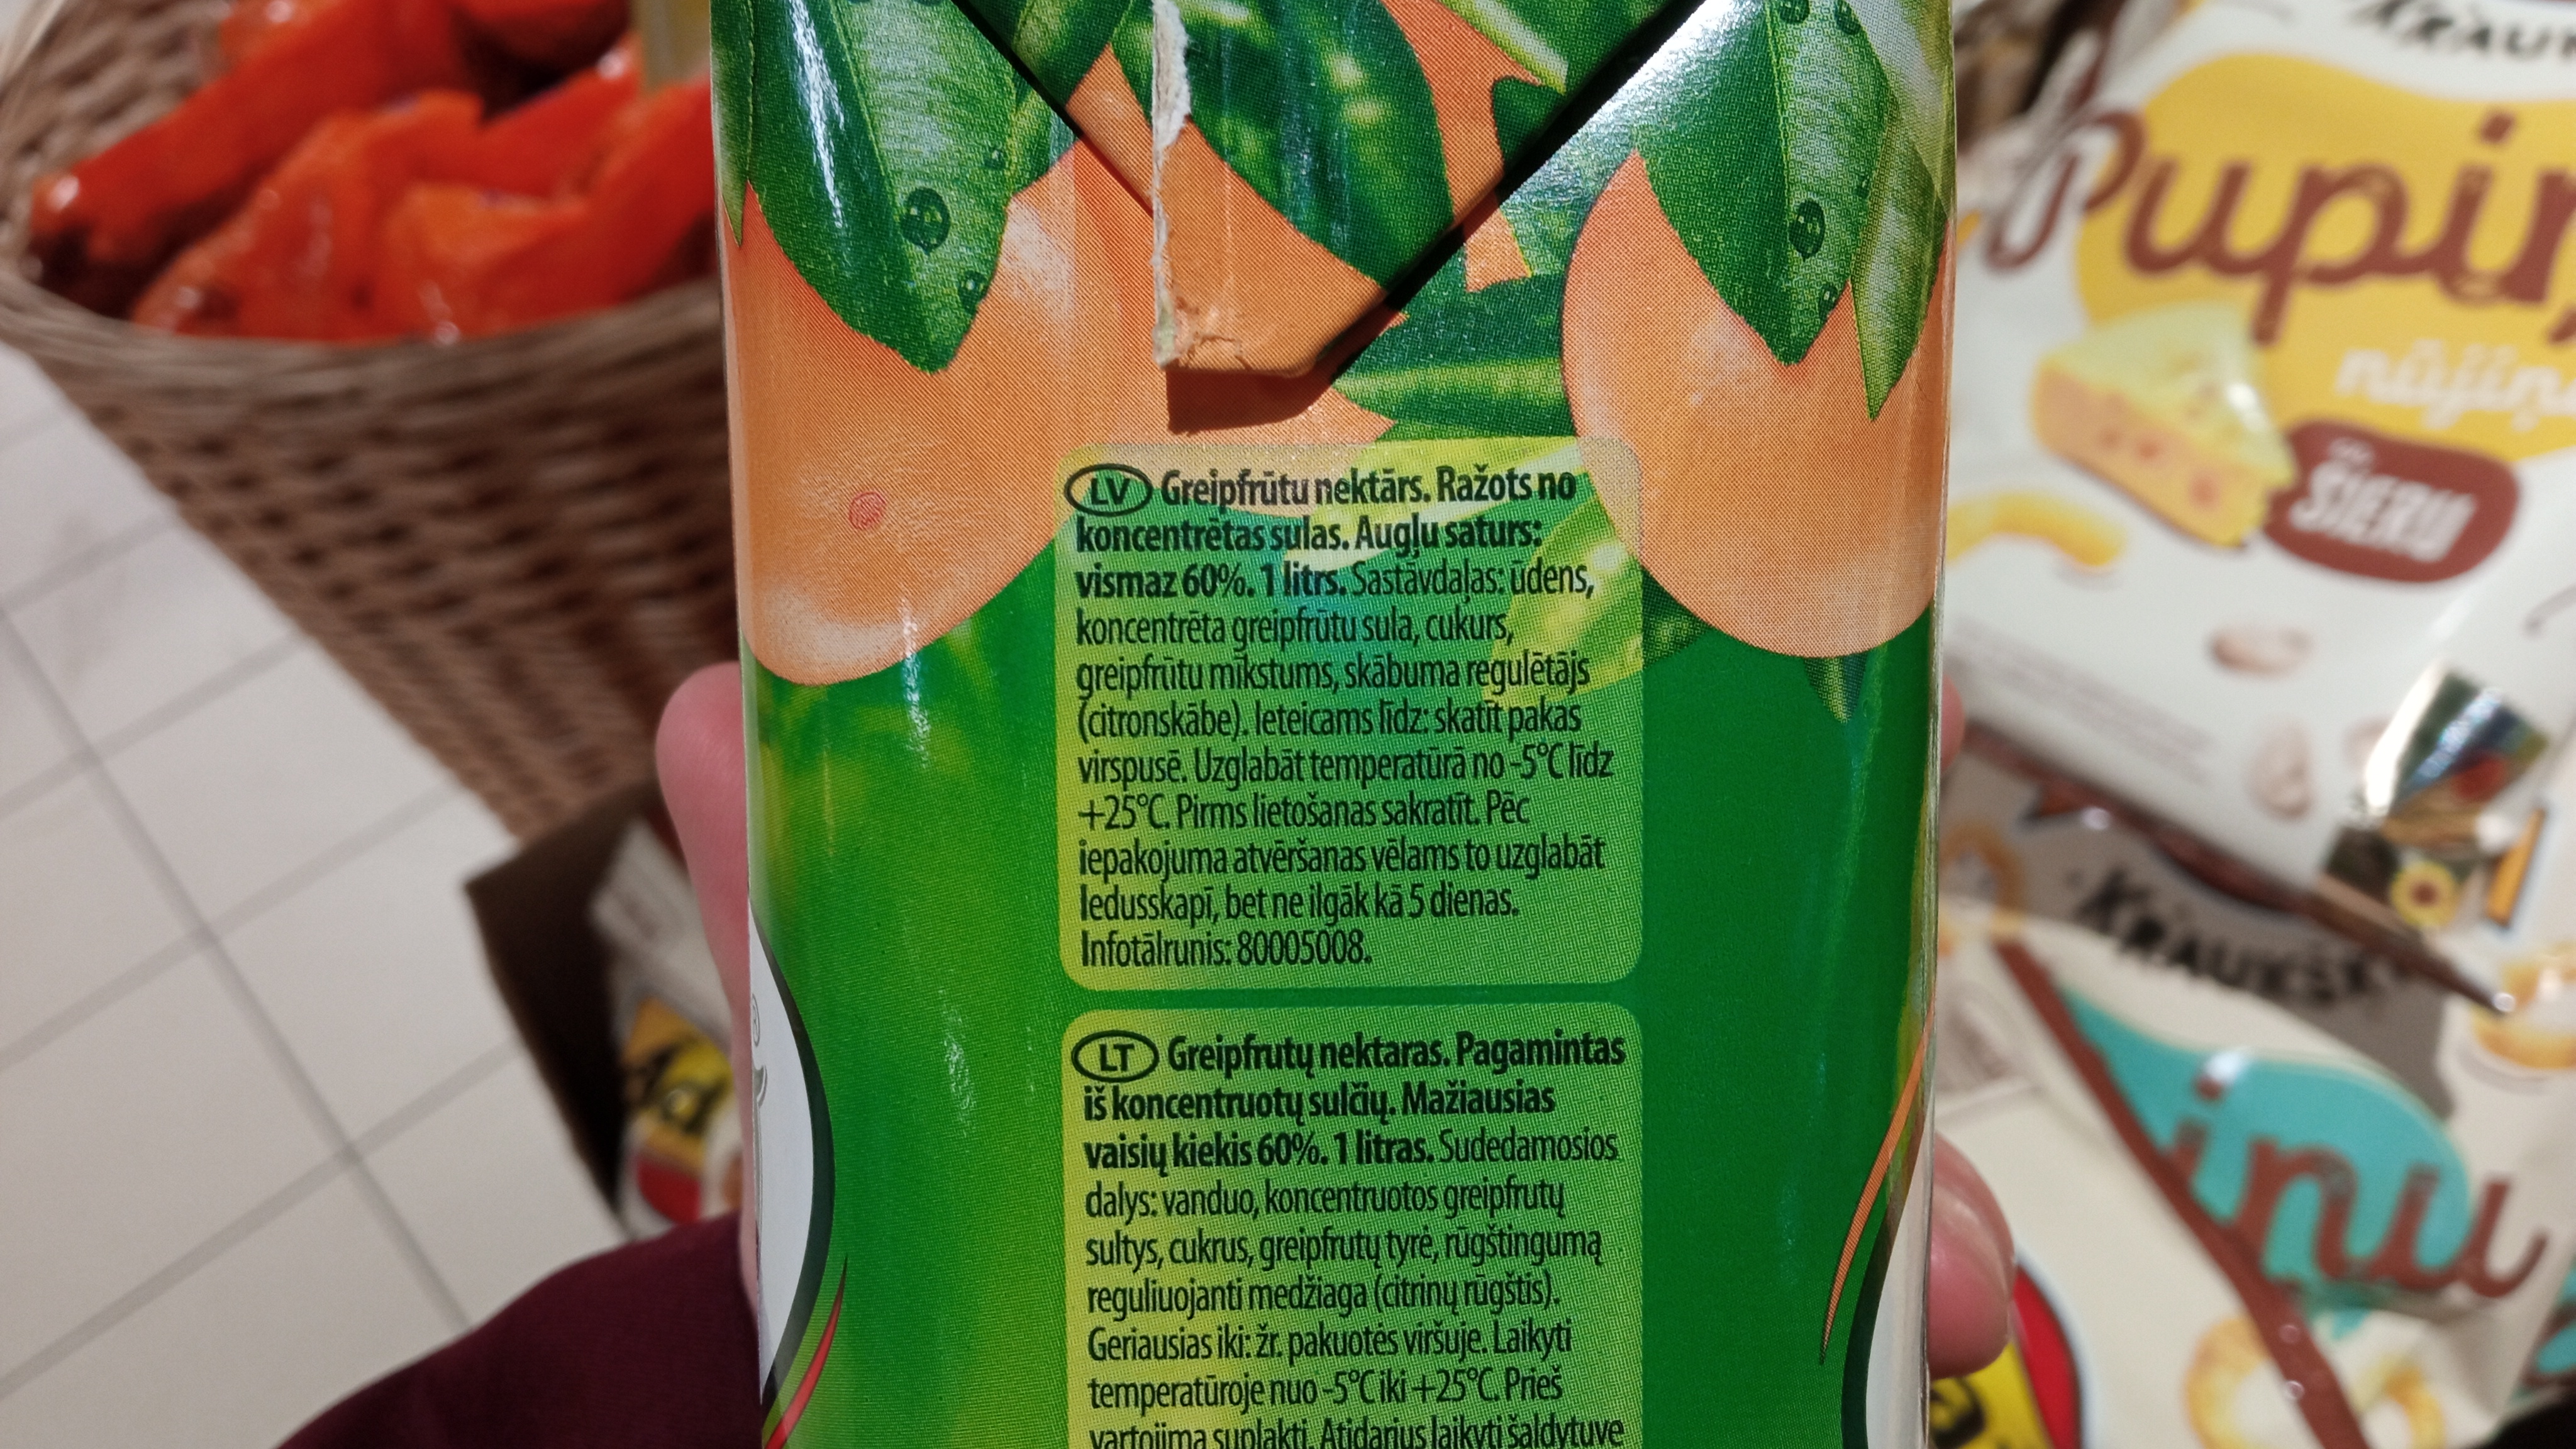 LV Greipfrūtu nektārs. Ražots no
koncentrētas sulas. Augļu saturs:
vismaz 60%. 1 litrs. Sastāvdaļas: ūdens,
koncentrēta greipfrūtu sula, cukurs,
greipfrūtu mīkstums, skābuma regulētājs
(citronskābe). Ieteicams līdz: skatīt pakas
virspusē. Uzglabāt temperatūrā no -5°C līdz
+25°C. Pirms lietošanas sakratīt. Pēc
iepakojuma atvēršanas vēlams to uzglabāt
ledusskapī, bet ne ilgāk kā 5 dienas.
Infotālrunis: 80005008.
LT Greipfrutų nektaras. Pagamintas
iš koncentruotų sulčių. Mažiausias
vaisių kiekis 60%. 1 litras. Sudedamosios
dalys: vanduo, koncentruotos greipfrutų
sultys, cukrus, greipfrutų tyrė, rūgštingumą
reguliuojanti medžiaga (citrinų rūgštis).
Geriausias iki: žr. pakuotės viršuje. Laikyti
temperatūroje nuo -5°C iki +25°C. Prieš
vartojimą suplakti. Atidarius laikyti šaldytuve
SIERU